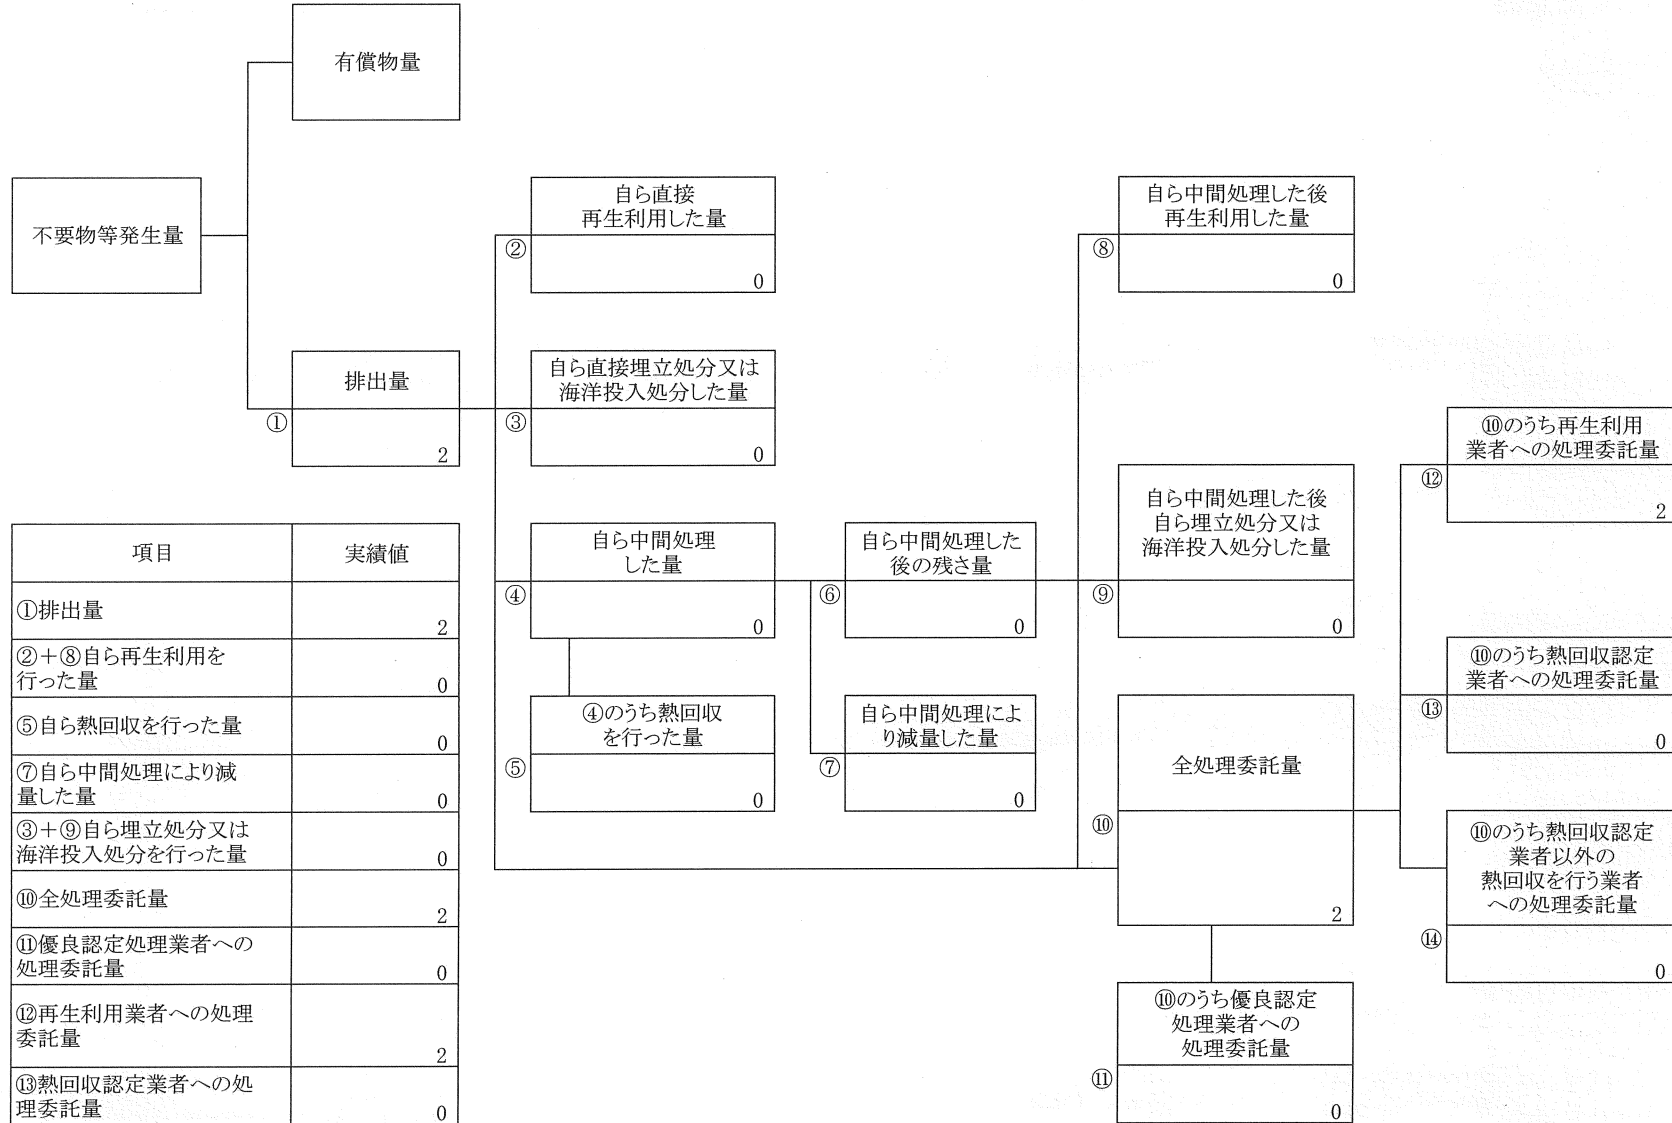 有償物量
不要物等発生量
排出量
①
2
自ら直接
再生利用した量
②
0
自ら直接埋立処分又は
海洋投入処分した量
③
0
自ら中間処理
した量
④
0
④のうち熱回収
を行った量
⑤
0
自ら中間処理した
後の残さ量
⑥
0
自ら中間処理によ
り減量した量
⑦
0
自ら中間処理した後
再生利用した量
⑧
0
自ら中間処理した後
自ら埋立処分又は
海洋投入処分した量
⑨
0
全処理委託量
⑩
2
⑩のうち優良認定
処理業者への
処理委託量
⑪
0
⑩のうち再生利用
業者への処理委託量
⑫
2
⑩のうち熱回収認定
業者への処理委託量
⑬
0
⑩のうち熱回収認定
業者以外の
熱回収を行う業者
への処理委託量
⑭
0
項目 実績値
①排出量 2
②+⑧自ら再生利用を
行った量 0
⑤自ら熱回収を行った量 0
⑦自ら中間処理により減
量した量 0
③+⑨自ら埋立処分又は
海洋投入処分を行った量 0
⑩全処理委託量 2
⑪優良認定処理業者への
処理委託量 0
⑫再生利用業者への処理
委託量 2
⑬熱回収認定業者への処
理委託量 0